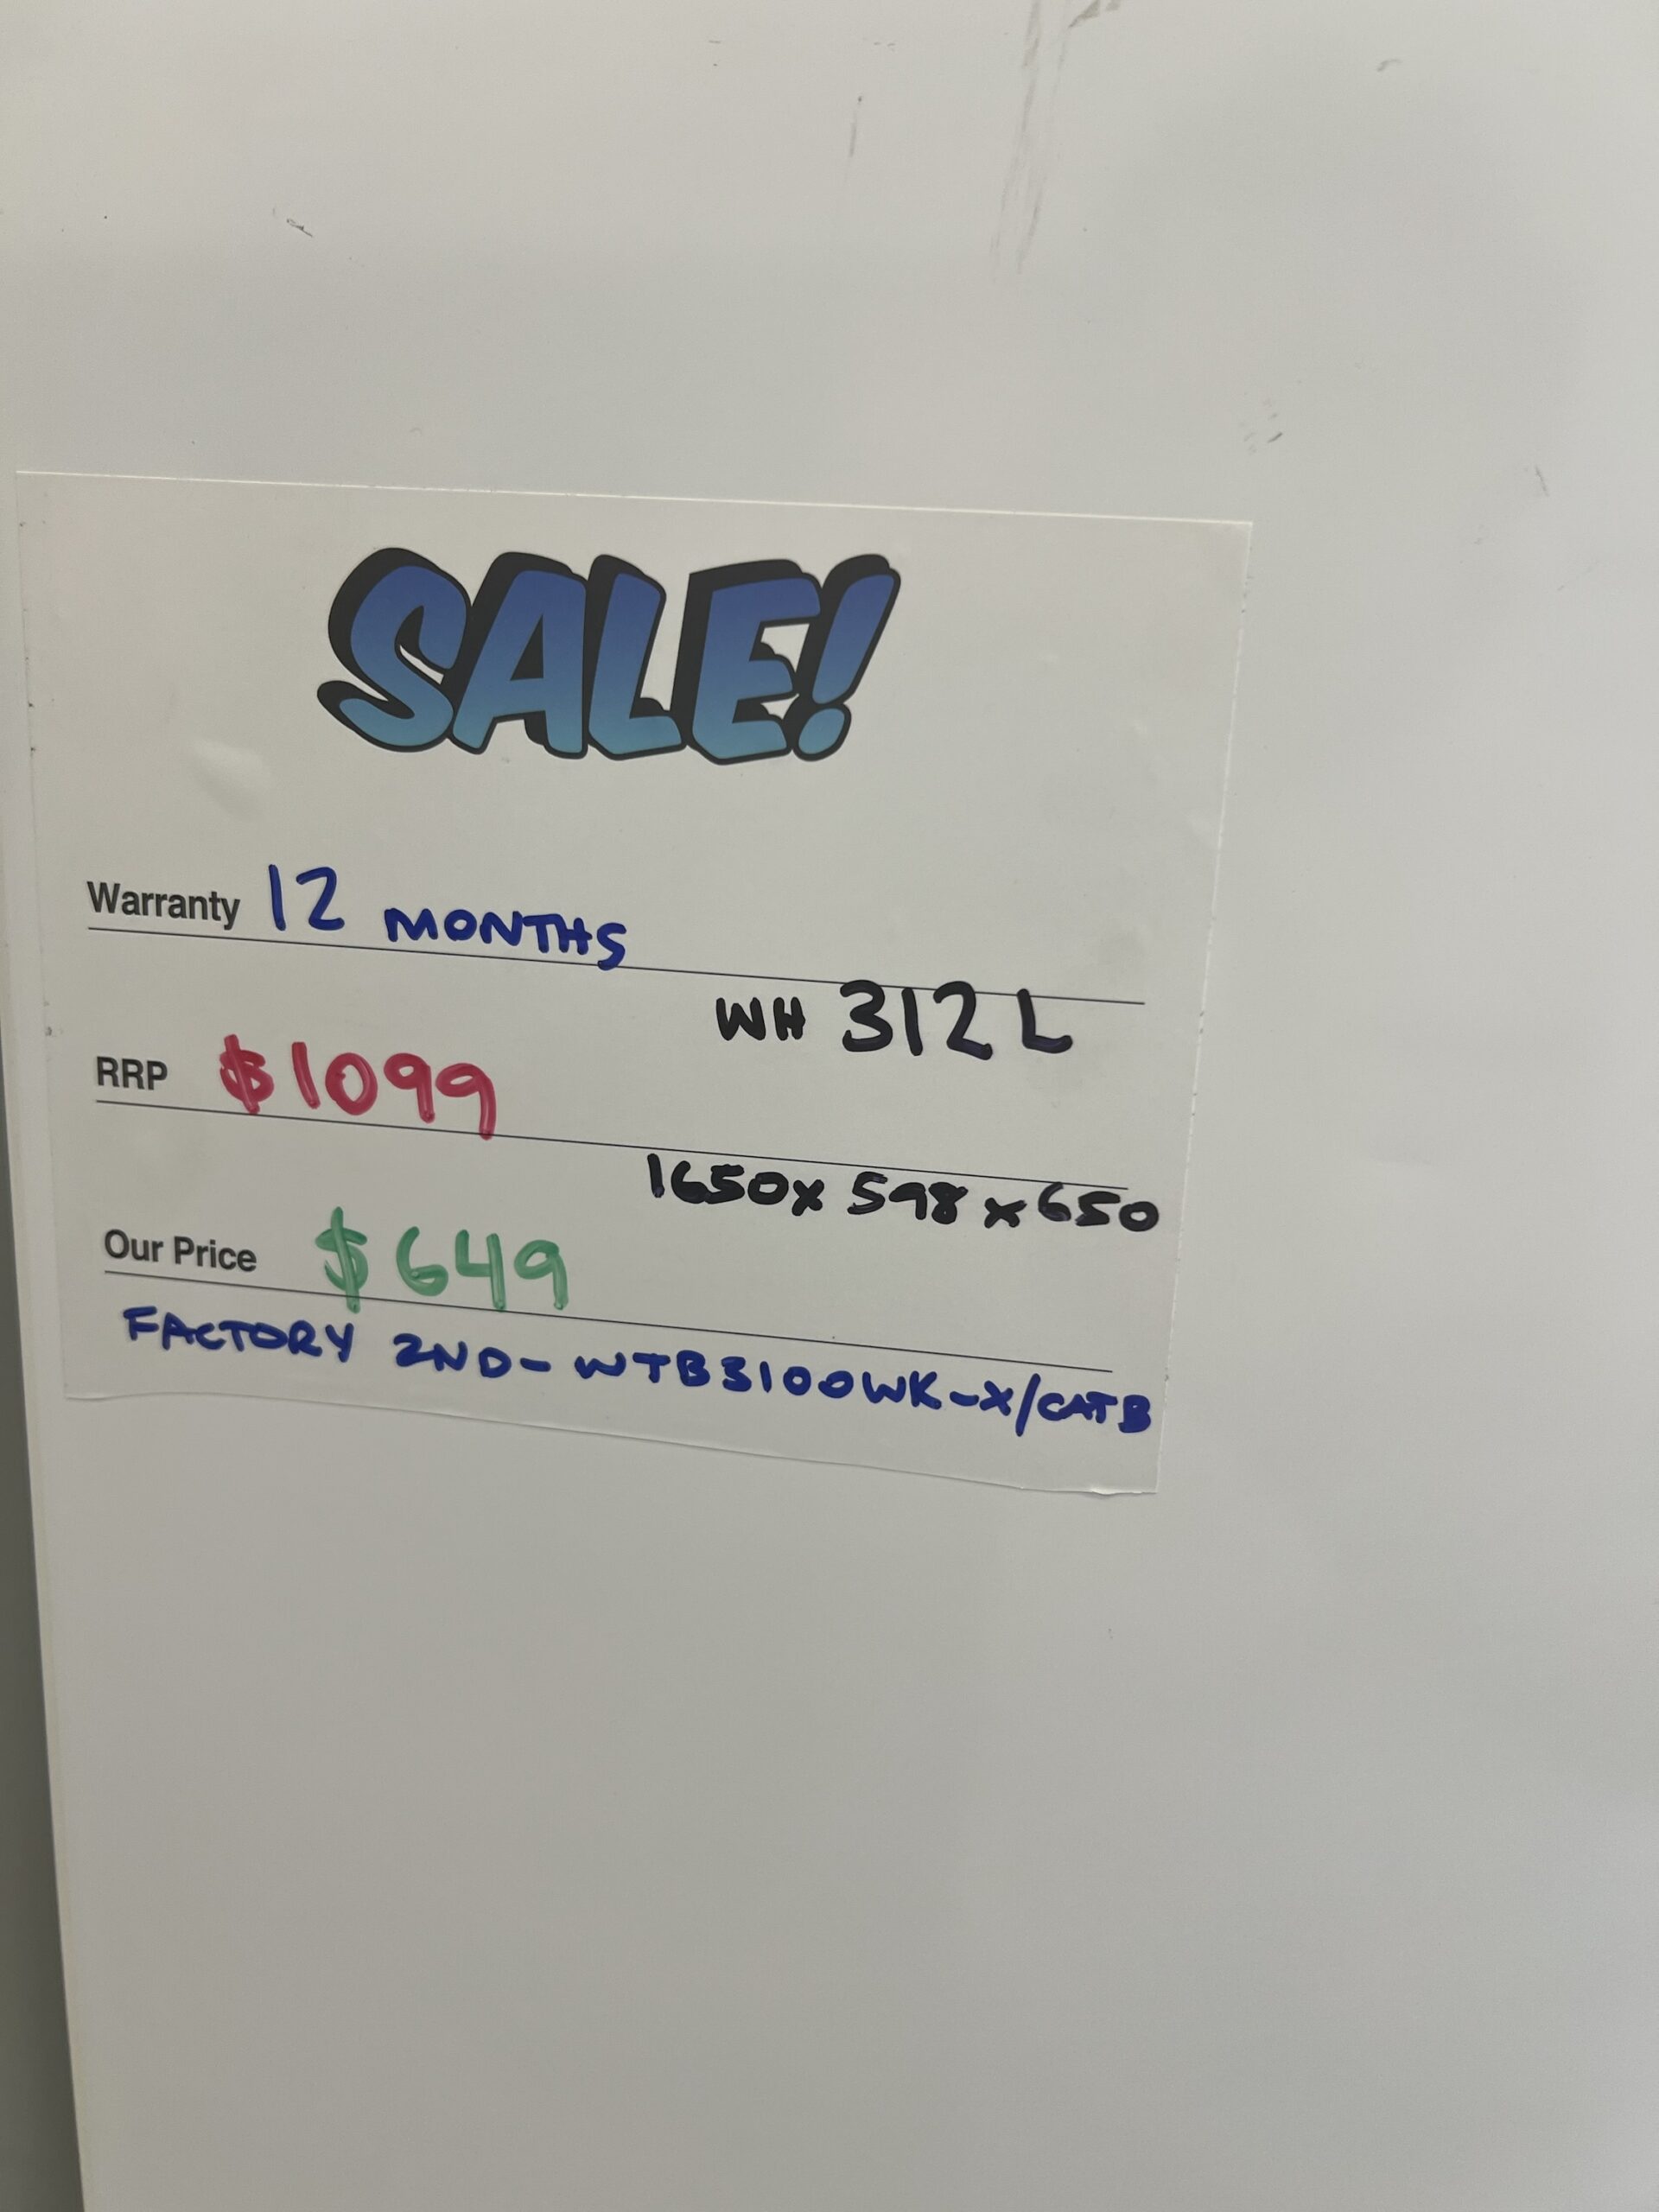 SALE!
Warranty 12 MONTHS
WH 312 L
RRP $1099
1650x 598 x 650
Our Price $649
FACTORY 2ND- WTB3100WK-X/CATB